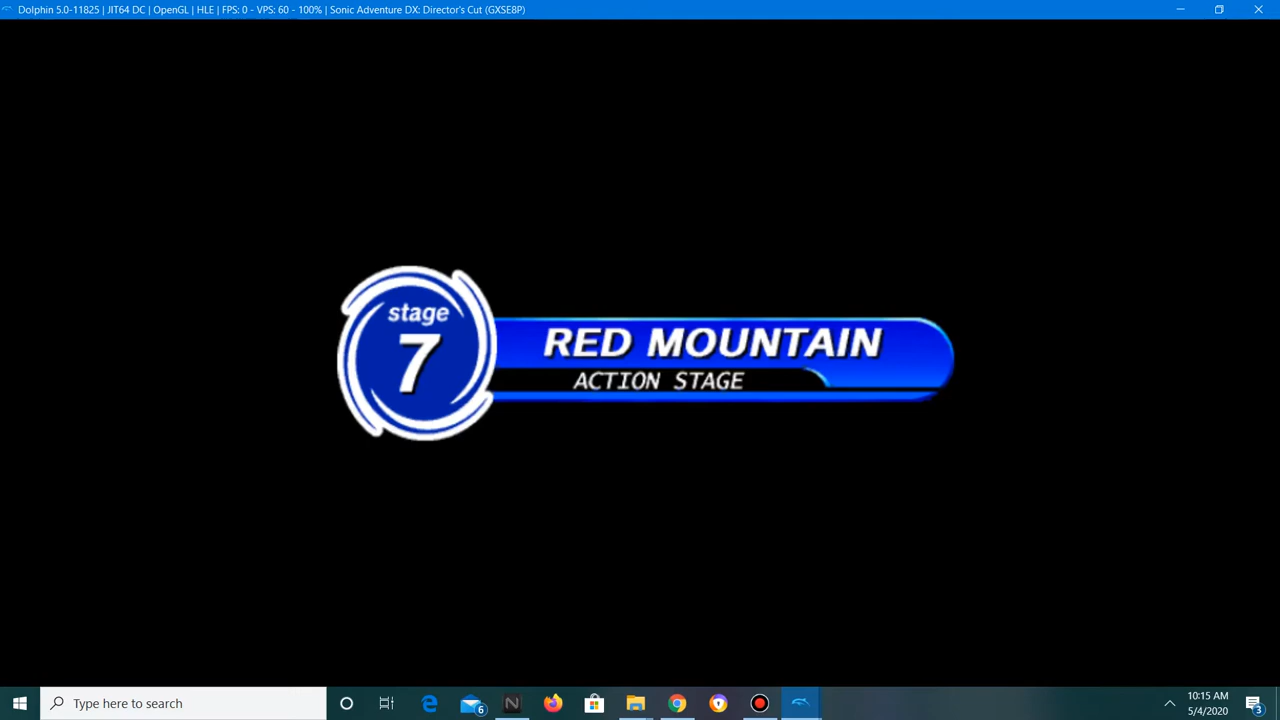 Dolphin 5.0-11825 | JIT64 DC | OpenGL | HLE | FPS: 0 - VPS: 60 - 100% | Sonic Adventure DX: Director's Cut (GXSE8P)
stage
7
RED MOUNTAIN
ACTION STAGE
Type here to search
6
10:15 AM
5/4/2020
3